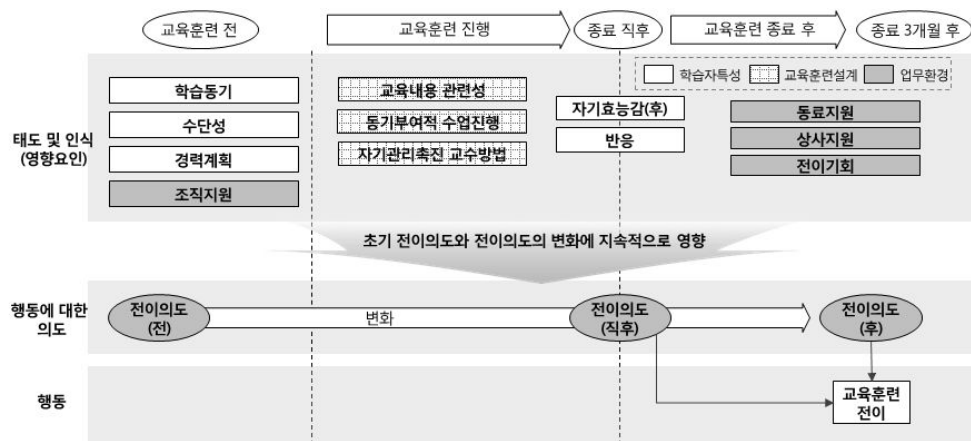 교육훈련 전
교육훈련 진행
종료 직후
교육훈련 종료 후
종료 3개월 후
학습자특성
교육훈련설계
업무환경
태도 및 인식
(영향요인)
학습동기
수단성
경력계획
조직지원
교육내용 관련성
동기부여적 수업진행
자기관리촉진 교수방법
자기효능감(후)
반응
동료지원
상사지원
전이기회
초기 전이의도와 전이의도의 변화에 지속적으로 영향
행동에 대한
의도
전이의도
(전)
변화
전이의도
(직후)
전이의도
(후)
행동
교육훈련
전이